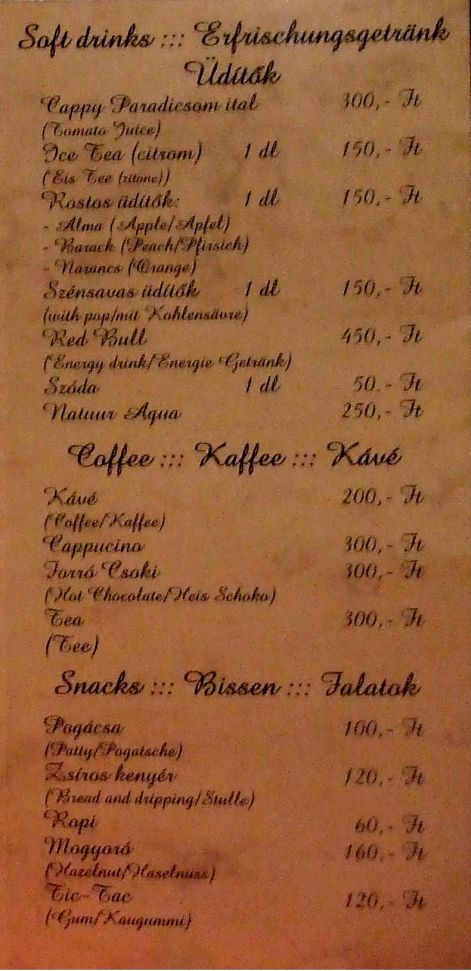 Soft drinks ::: Erfrischungsgetränk
Üdítők
Cappy Paradicsom ital 300,- Ft
(Tomato Juice)
Ice Tea (citrom) 1 dl 150,- Ft
(Eis Tee (zitone))
Rostos üdítők: 1 dl 150,- Ft
- Alma (Apple/Apfel)
- Barack (Peach/Pfirsich)
- Narancs (Orange)
Szénsavas üdítők 1 dl 150,- Ft
(with pop/mit Kohlensäure)
Red Bull 450,- Ft
(Energy drink/Energie Getränk)
Szóda 1 dl 50.- Ft
Natuur Aqua 250,- Ft
Coffee ::: Kaffee ::: Kávé
Kávé 200,- Ft
(Coffee/Kaffee)
Cappucino 300,- Ft
Forró Csoki 300,- Ft
(Hot Chocolate/Heis Schoko)
Tea 300,- Ft
(Tee)
Snacks ::: Bissen ::: Falatok
Pogácsa 100,- Ft
(Patty/Pogatsche)
Zsíros kenyér 120,- Ft
(Bread and dripping/Stulle)
Ropi 60,- Ft
Mogyoró 160,- Ft
(Hazelnut/Haselnuss)
Tic-Tac 120,- Ft
(Gum/Kaugummi)